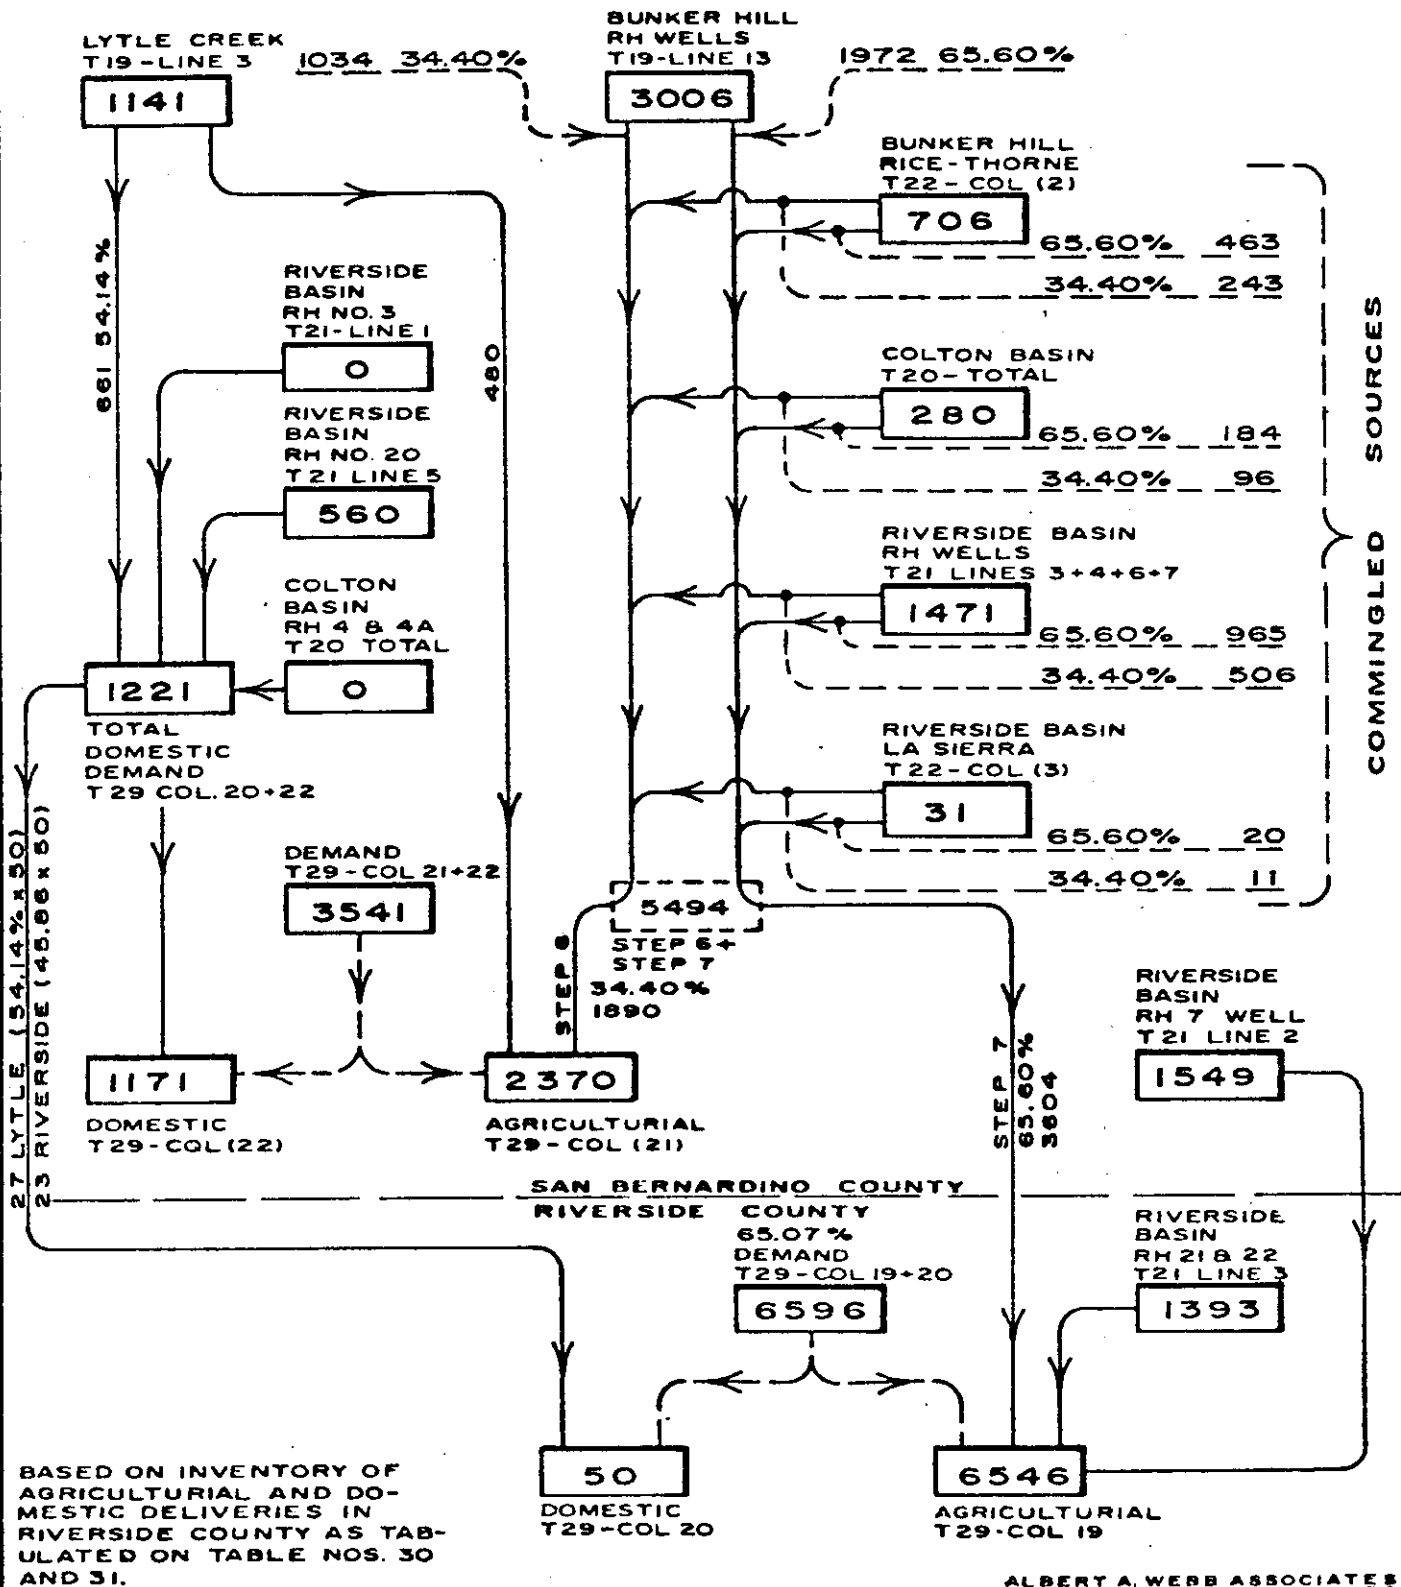 LYTLE CREEK
T19-LINE 3
1141
1034 34.40%
BUNKER HILL
RH WELLS
T19-LINE 13
3006
1972 65.60%
BUNKER HILL
RICE-THORNE
T22-COL (2)
706
65.60% 463
34.40% 243
COLTON BASIN
T20-TOTAL
280
65.60% 184
34.40% 96
RIVERSIDE BASIN
RH WELLS
T21 LINES 3+4+6+7
1471
65.60% 965
34.40% 506
RIVERSIDE BASIN
LA SIERRA
T22-COL (3)
31
65.60% 20
34.40% 11
COMMINGLED SOURCES
661 54.14%
480
RIVERSIDE
BASIN
RH NO. 3
T21-LINE 1
0
RIVERSIDE
BASIN
RH NO. 20
T21 LINE 5
560
COLTON
BASIN
RH 4 & 4A
T20 TOTAL
0
1221
TOTAL
DOMESTIC
DEMAND
T29 COL. 20+22
DEMAND
T29-COL 21+22
3541
5494
STEP 6+
STEP 7
34.40%
1890
STEP 6
1171
DOMESTIC
T29-COL (22)
2370
AGRICULTURIAL
T29-COL (21)
STEP 7
65.60%
3604
RIVERSIDE
BASIN
RH 7 WELL
T21 LINE 2
1549
27 LYTLE (54.14% x 50)
23 RIVERSIDE (45.86 x 50)
SAN BERNARDINO COUNTY
RIVERSIDE COUNTY
65.07%
DEMAND
T29-COL 19+20
6596
RIVERSIDE
BASIN
RH 21 & 22
T21 LINE 3
1393
50
DOMESTIC
T29-COL 20
6546
AGRICULTURIAL
T29-COL 19
BASED ON INVENTORY OF
AGRICULTURIAL AND DO-
MESTIC DELIVERIES IN
RIVERSIDE COUNTY AS TAB-
ULATED ON TABLE NOS. 30
AND 31.
ALBERT A. WEBB ASSOCIATES